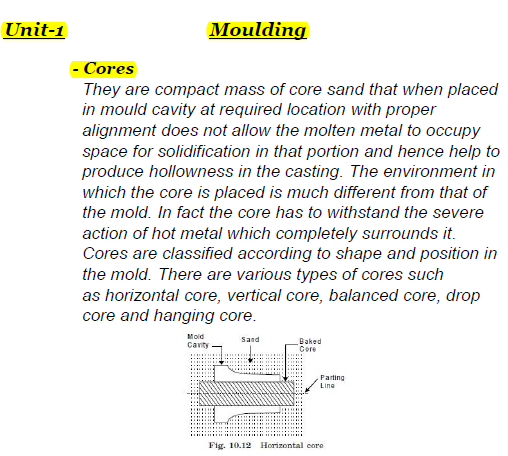 Unit-1 Moulding
- Cores
They are compact mass of core sand that when placed
in mould cavity at required location with proper
alignment does not allow the molten metal to occupy
space for solidification in that portion and hence help to
produce hollowness in the casting. The environment in
which the core is placed is much different from that of
the mold. In fact the core has to withstand the severe
action of hot metal which completely surrounds it.
Cores are classified according to shape and position in
the mold. There are various types of cores such
as horizontal core, vertical core, balanced core, drop
core and hanging core.
Mold
Cavity
Sand
Baked
Core
Parting
Line
Fig. 10.12 Horizontal core